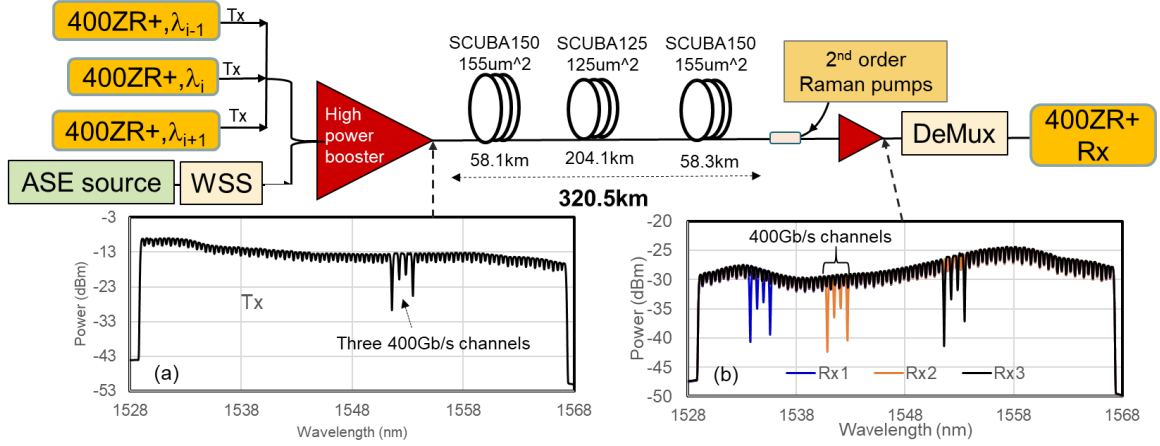 400ZR+,λi-1
Tx
400ZR+,λi
Tx
400ZR+,λi+1
Tx
ASE source
WSS
High
power
booster
SCUBA150
155um^2
SCUBA125
125um^2
SCUBA150
155um^2
58.1km
204.1km
58.3km
320.5km
2nd order
Raman pumps
DeMux
400ZR+
Rx
-3
-13
-23
-33
-43
-53
Power (dBm)
Tx
Three 400Gb/s channels
(a)
1528
1538
1548
1558
1568
Wavelength (nm)
-20
-25
-30
-35
-40
-45
-50
Power (dBm)
400Gb/s channels
(b)
Rx1
Rx2
Rx3
1528
1538
1548
1558
1568
Wavelength (nm)